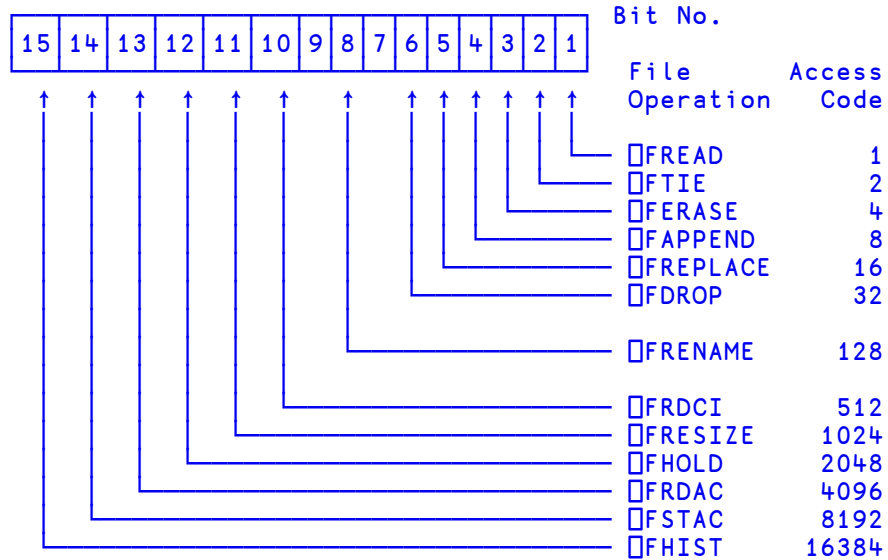 Bit No.
15 14 13 12 11 10 9 8 7 6 5 4 3 2 1
File Access
Operation Code
⎕FREAD 1
⎕FTIE 2
⎕FERASE 4
⎕FAPPEND 8
⎕FREPLACE 16
⎕FDROP 32
⎕FRENAME 128
⎕FRDCI 512
⎕FRESIZE 1024
⎕FHOLD 2048
⎕FRDAC 4096
⎕FSTAC 8192
⎕FHIST 16384